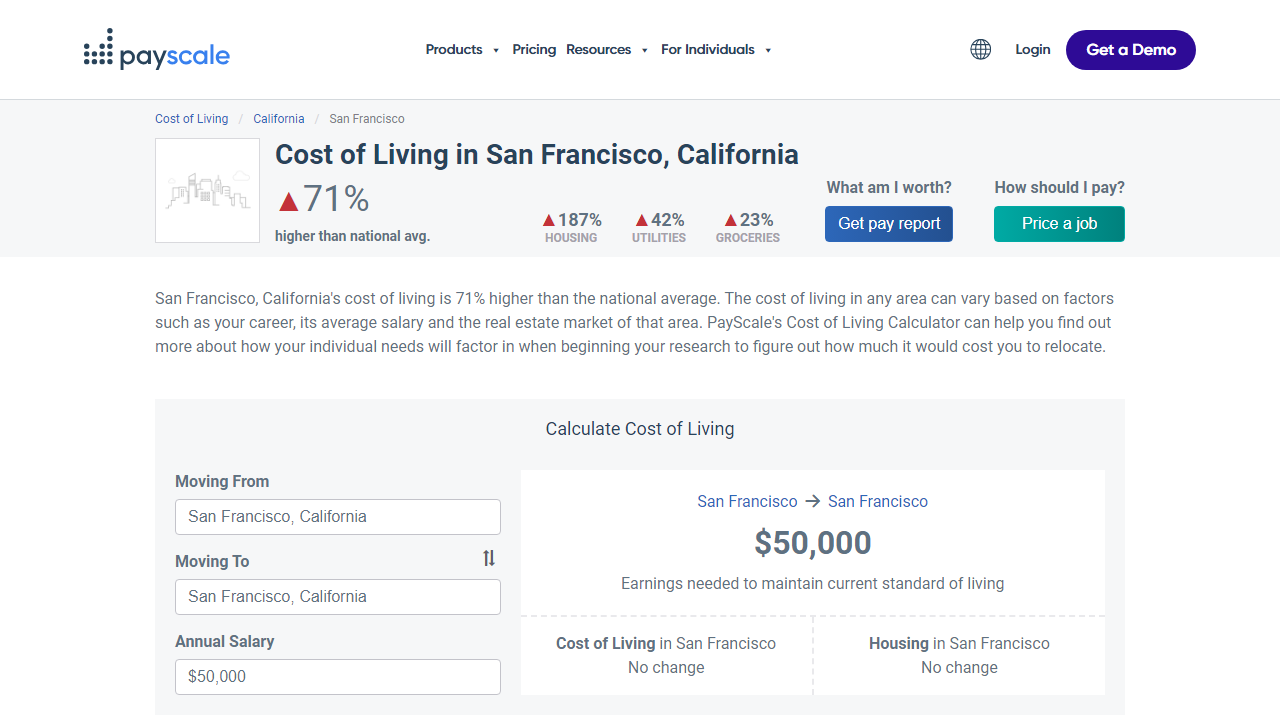 payscale
Products Pricing Resources For Individuals
Login
Get a Demo
Cost of Living / California / San Francisco
Cost of Living in San Francisco, California
71%
higher than national avg.
187%
HOUSING
42%
UTILITIES
23%
GROCERIES
What am I worth?
Get pay report
How should I pay?
Price a job
San Francisco, California's cost of living is 71% higher than the national average. The cost of living in any area can vary based on factors
such as your career, its average salary and the real estate market of that area. PayScale's Cost of Living Calculator can help you find out
more about how your individual needs will factor in when beginning your research to figure out how much it would cost you to relocate.
Calculate Cost of Living
Moving From
San Francisco, California
Moving To
San Francisco, California
Annual Salary
$50,000
San Francisco → San Francisco
$50,000
Earnings needed to maintain current standard of living
Cost of Living in San Francisco
No change
Housing in San Francisco
No change